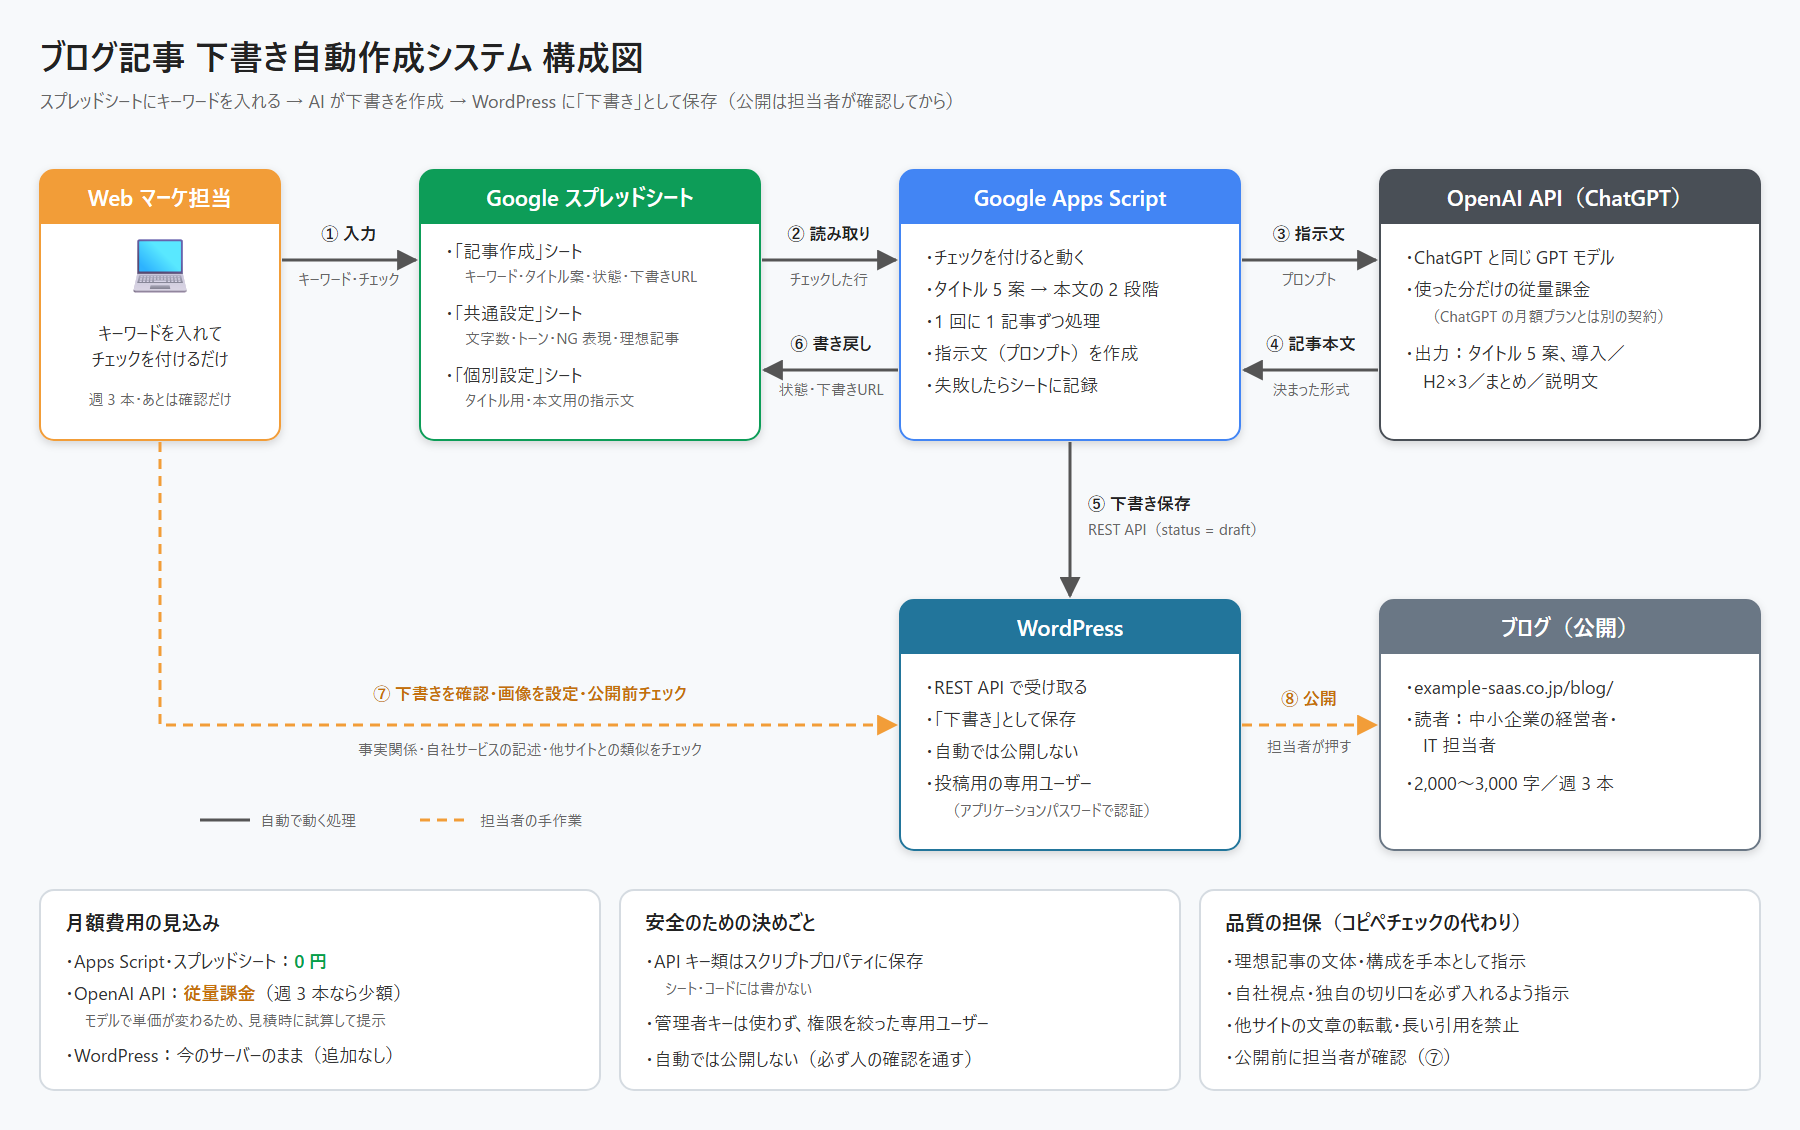 ブログ記事 下書き自動作成システム 構成図
スプレッドシートにキーワードを入れる → AI が下書きを作成 → WordPress に「下書き」として保存（公開は担当者が確認してから）
Web マーケ担当
キーワードを入れて
チェックを付けるだけ
週 3 本・あとは確認だけ
① 入力
キーワード・チェック
Google スプレッドシート
・「記事作成」シート
キーワード・タイトル案・状態・下書きURL
・「共通設定」シート
文字数・トーン・NG 表現・理想記事
・「個別設定」シート
タイトル用・本文用の指示文
② 読み取り
チェックした行
⑥ 書き戻し
状態・下書きURL
Google Apps Script
・チェックを付けると動く
・タイトル 5 案 → 本文の 2 段階
・1 回に 1 記事ずつ処理
・指示文（プロンプト）を作成
・失敗したらシートに記録
③ 指示文
プロンプト
④ 記事本文
決まった形式
OpenAI API（ChatGPT）
・ChatGPT と同じ GPT モデル
・使った分だけの従量課金
（ChatGPT の月額プランとは別の契約）
・出力：タイトル 5 案、導入／
H2×3／まとめ／説明文
⑤ 下書き保存
REST API（status = draft）
WordPress
・REST API で受け取る
・「下書き」として保存
・自動では公開しない
・投稿用の専用ユーザー
（アプリケーションパスワードで認証）
⑦ 下書きを確認・画像を設定・公開前チェック
事実関係・自社サービスの記述・他サイトとの類似をチェック
⑧ 公開
担当者が押す
ブログ（公開）
・example-saas.co.jp/blog/
・読者：中小企業の経営者・
IT 担当者
・2,000〜3,000 字／週 3 本
自動で動く処理
担当者の手作業
月額費用の見込み
・Apps Script・スプレッドシート：0 円
・OpenAI API：従量課金（週 3 本なら少額）
モデルで単価が変わるため、見積時に試算して提示
・WordPress：今のサーバーのまま（追加なし）
安全のための決めごと
・API キー類はスクリプトプロパティに保存
シート・コードには書かない
・管理者キーは使わず、権限を絞った専用ユーザー
・自動では公開しない（必ず人の確認を通す）
品質の担保（コピペチェックの代わり）
・理想記事の文体・構成を手本として指示
・自社視点・独自の切り口を必ず入れるよう指示
・他サイトの文章の転載・長い引用を禁止
・公開前に担当者が確認（⑦）